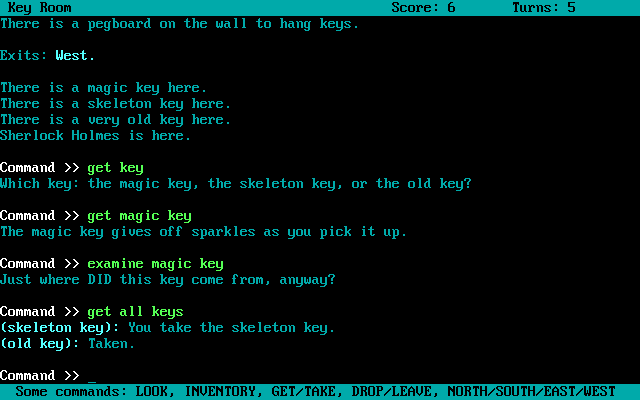 Key Room Score: 6 Turns: 5
There is a pegboard on the wall to hang keys.
Exits: West.
There is a magic key here.
There is a skeleton key here.
There is a very old key here.
Sherlock Holmes is here.
Command >> get key
Which key: the magic key, the skeleton key, or the old key?
Command >> get magic key
The magic key gives off sparkles as you pick it up.
Command >> examine magic key
Just where DID this key come from, anyway?
Command >> get all keys
(skeleton key): You take the skeleton key.
(old key): Taken.
Command >> _
Some commands: LOOK, INVENTORY, GET/TAKE, DROP/LEAVE, NORTH/SOUTH/EAST/WEST